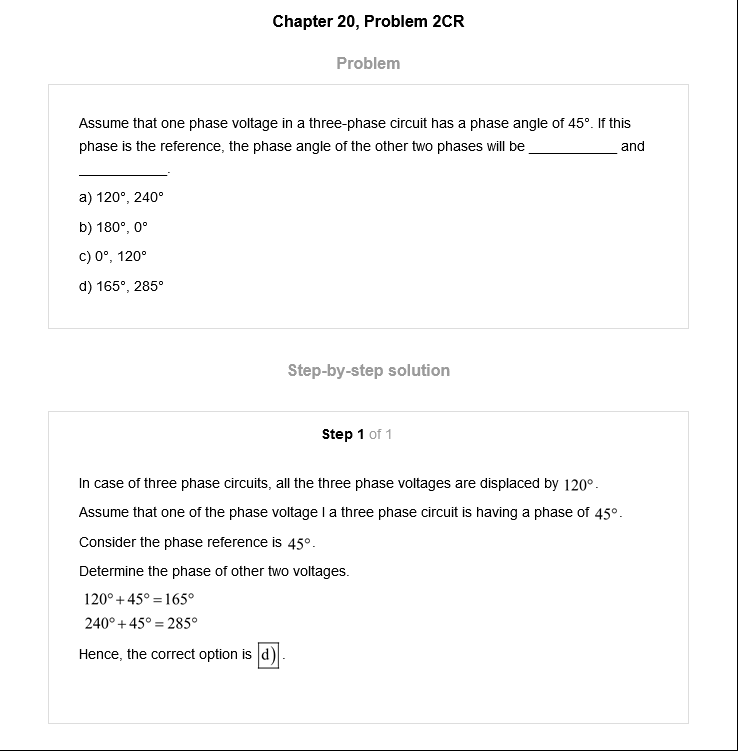 Chapter 20, Problem 2CR
Problem
Assume that one phase voltage in a three-phase circuit has a phase angle of 45°. If this
phase is the reference, the phase angle of the other two phases will be ___________ and
___________.
a) 120°, 240°
b) 180°, 0°
c) 0°, 120°
d) 165°, 285°
Step-by-step solution
Step 1 of 1
In case of three phase circuits, all the three phase voltages are displaced by 120°.
Assume that one of the phase voltage I a three phase circuit is having a phase of 45°.
Consider the phase reference is 45°.
Determine the phase of other two voltages.
120° + 45° = 165°
240° + 45° = 285°
Hence, the correct option is d).